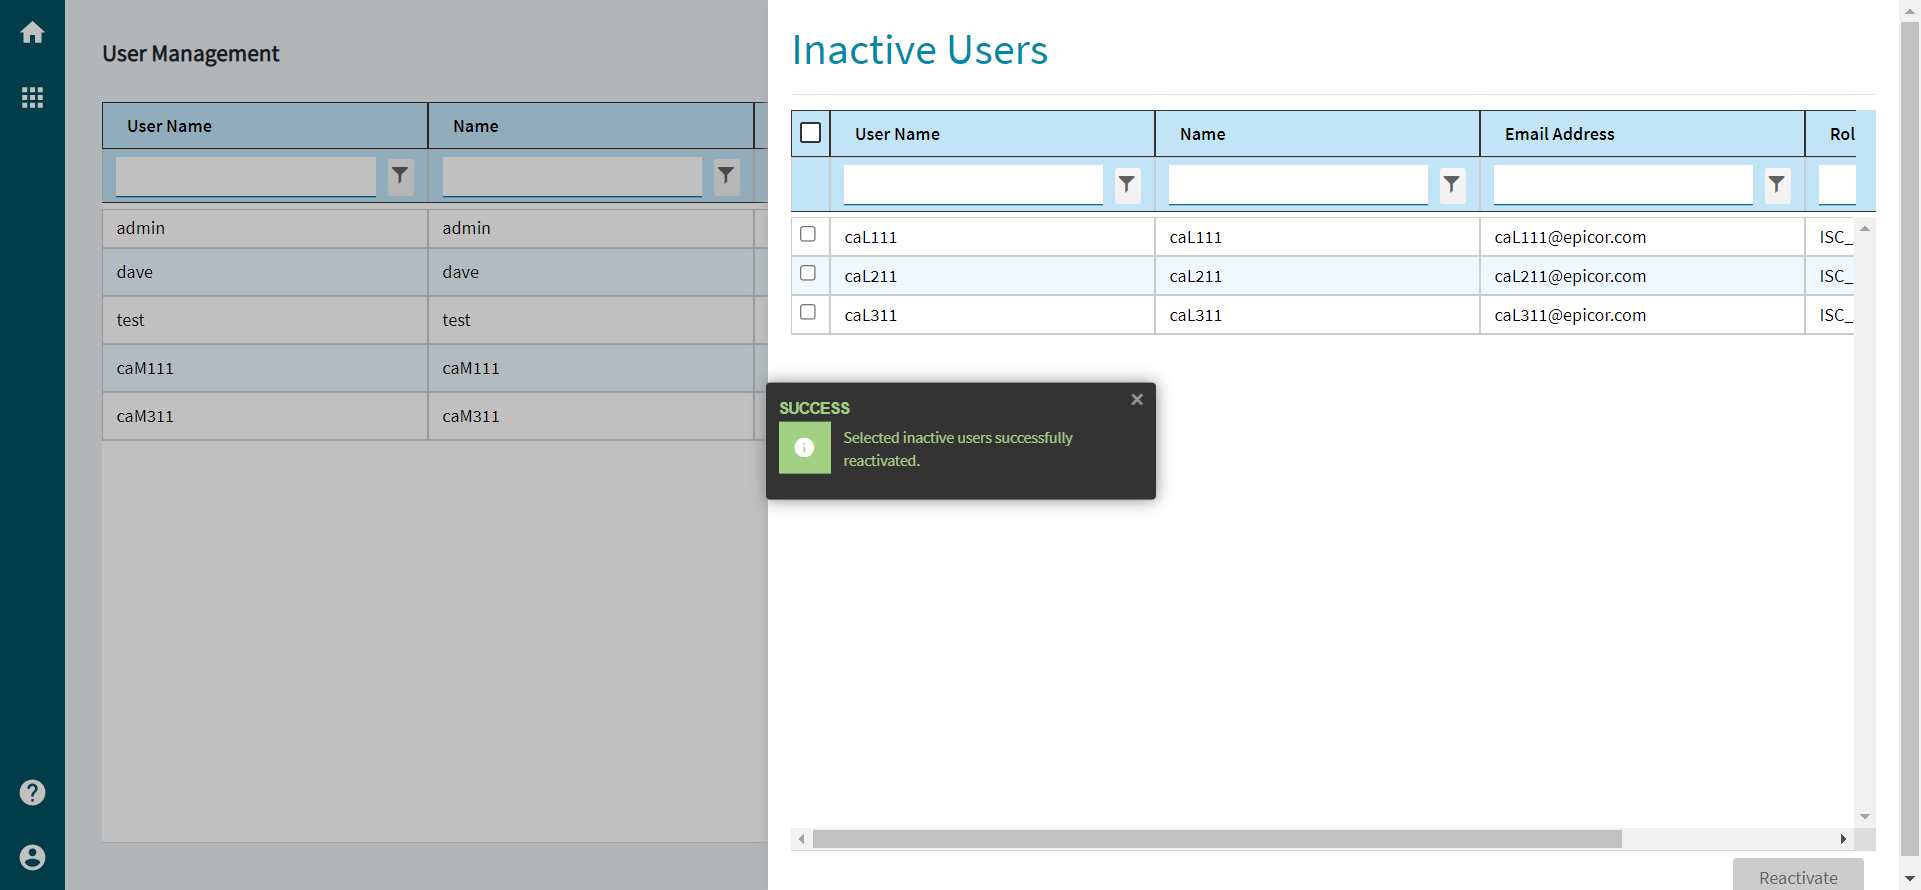 User Management
User Name Name
admin admin
dave dave
test test
caM111 caM111
caM311 caM311
Inactive Users
User Name Name Email Address Rol
caL111 caL111 caL111@epicor.com ISC_
caL211 caL211 caL211@epicor.com ISC_
caL311 caL311 caL311@epicor.com ISC_
SUCCESS
Selected inactive users successfully
reactivated.
Reactivate